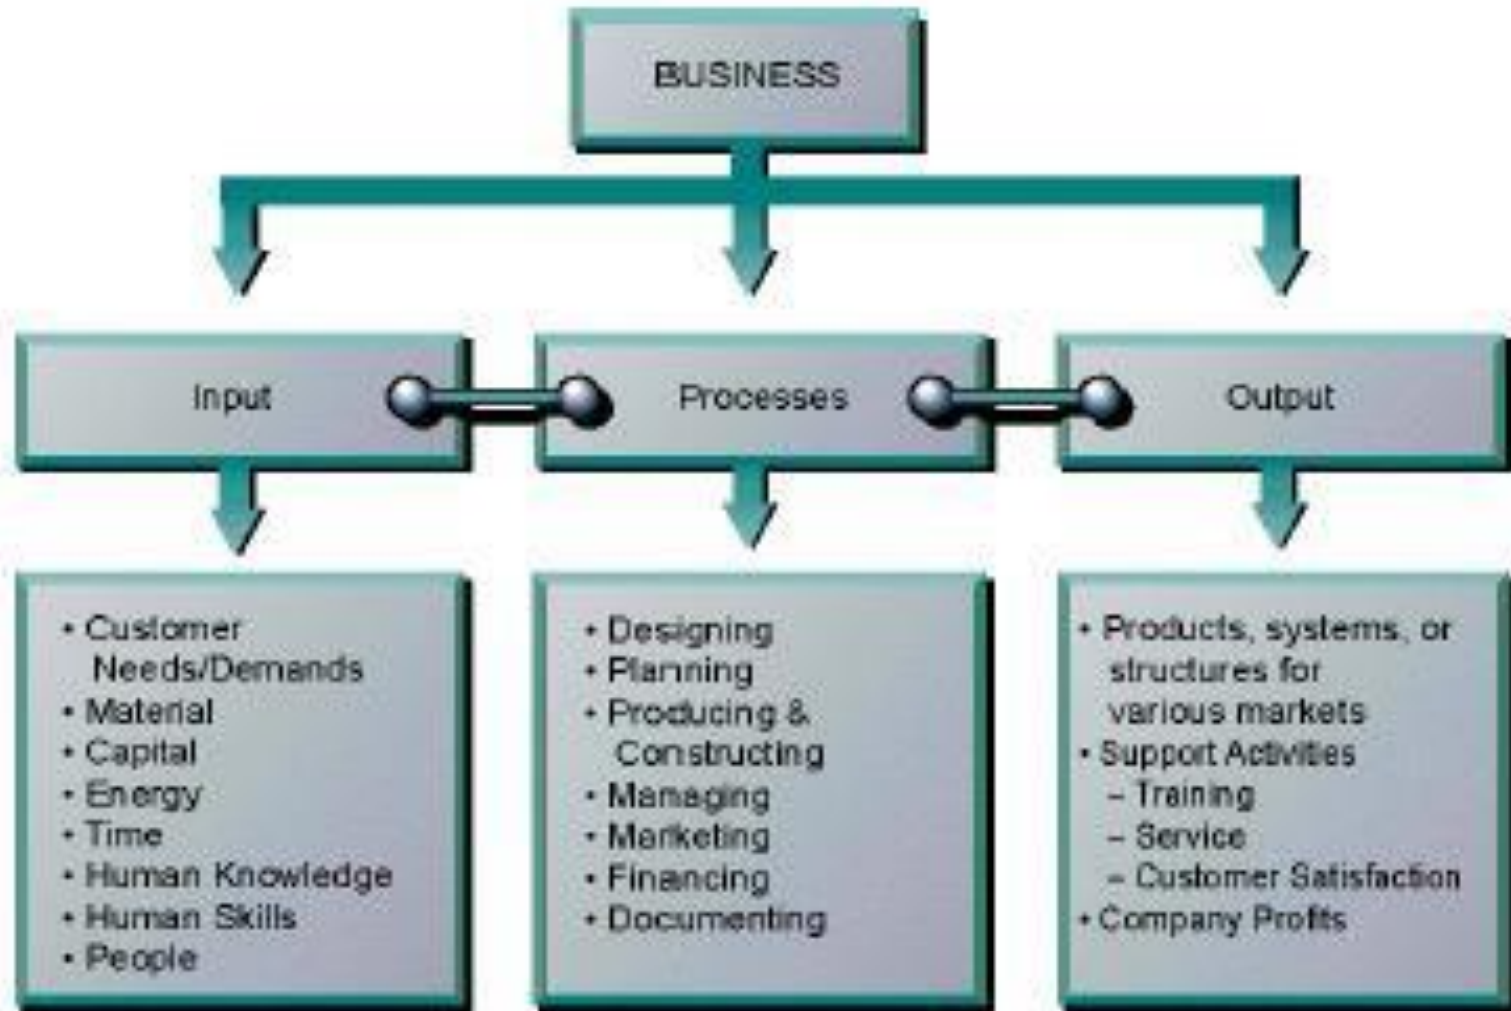 BUSINESS
Input
Processes
Output
• Customer
Needs/Demands
• Material
• Capital
• Energy
• Time
• Human Knowledge
• Human Skills
• People
• Designing
• Planning
• Producing &
Constructing
• Managing
• Marketing
• Financing
• Documenting
• Products, systems, or
structures for
various markets
• Support Activities
– Training
– Service
– Customer Satisfaction
• Company Profits